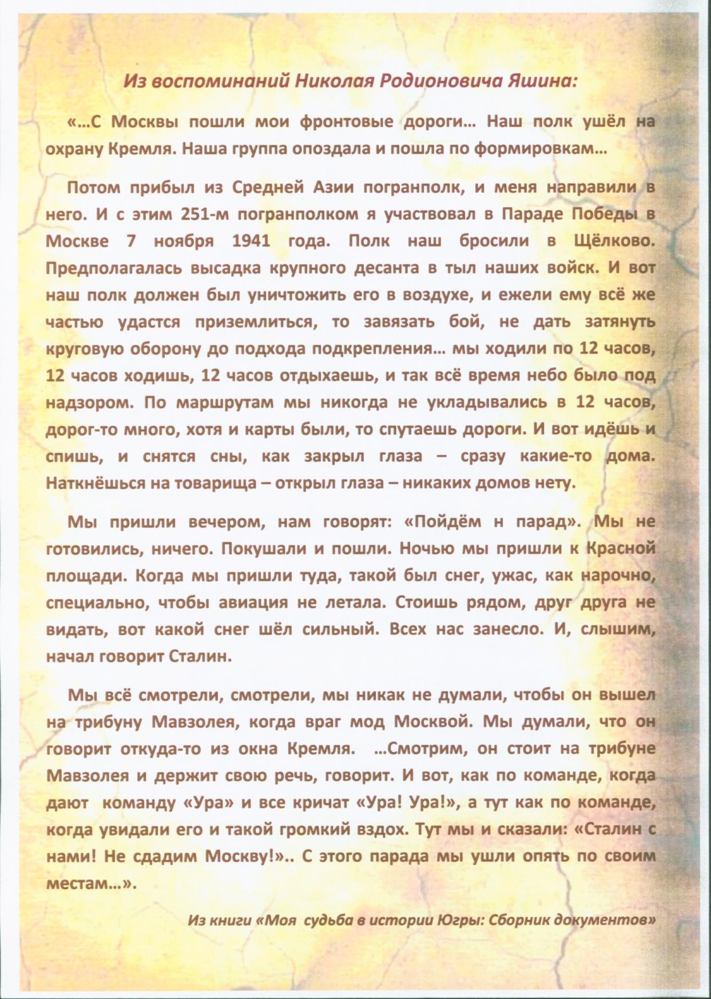 Из воспоминаний Николая Родионовича Яшина:
«…С Москвы пошли мои фронтовые дороги… Наш полк ушёл на
охрану Кремля. Наша группа опоздала и пошла по формировкам…
Потом прибыл из Средней Азии погранполк, и меня направили в
него. И с этим 251-м погранполком я участвовал в Параде Победы в
Москве 7 ноября 1941 года. Полк наш бросили в Щёлково.
Предполагалась высадка крупного десанта в тыл наших войск. И вот
наш полк должен был уничтожить его в воздухе, и ежели ему всё же
частью удастся приземлиться, то завязать бой, не дать затянуть
круговую оборону до подхода подкрепления… мы ходили по 12 часов,
12 часов ходишь, 12 часов отдыхаешь, и так всё время небо было под
надзором. По маршрутам мы никогда не укладывались в 12 часов,
дорог-то много, хотя и карты были, то спутаешь дороги. И вот идёшь и
спишь, и снятся сны, как закрыл глаза – сразу какие-то дома.
Наткнёшься на товарища – открыл глаза – никаких домов нету.
Мы пришли вечером, нам говорят: «Пойдём н парад». Мы не
готовились, ничего. Покушали и пошли. Ночью мы пришли к Красной
площади. Когда мы пришли туда, такой был снег, ужас, как нарочно,
специально, чтобы авиация не летала. Стоишь рядом, друг друга не
видать, вот какой снег шёл сильный. Всех нас занесло. И, слышим,
начал говорит Сталин.
Мы всё смотрели, смотрели, мы никак не думали, чтобы он вышел
на трибуну Мавзолея, когда враг мод Москвой. Мы думали, что он
говорит откуда-то из окна Кремля. …Смотрим, он стоит на трибуне
Мавзолея и держит свою речь, говорит. И вот, как по команде, когда
дают команду «Ура» и все кричат «Ура! Ура!», а тут как по команде,
когда увидали его и такой громкий вздох. Тут мы и сказали: «Сталин с
нами! Не сдадим Москву!».. С этого парада мы ушли опять по своим
местам…».
Из книги «Моя судьба в истории Югры: Сборник документов»